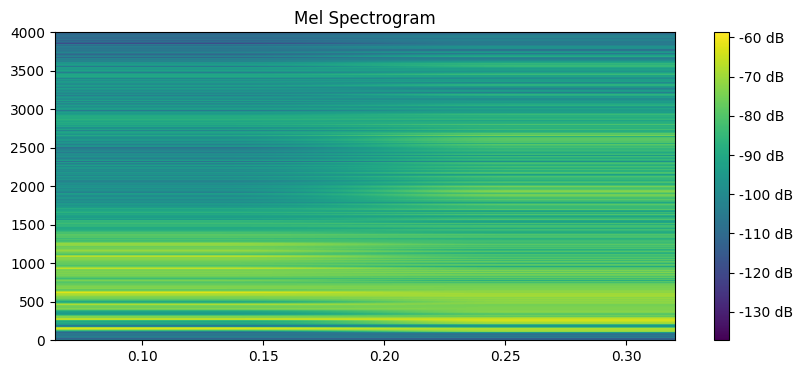 Mel Spectrogram
4000
3500
3000
2500
2000
1500
1000
500
0
0.10 0.15 0.20 0.25 0.30
-60 dB
-70 dB
-80 dB
-90 dB
-100 dB
-110 dB
-120 dB
-130 dB